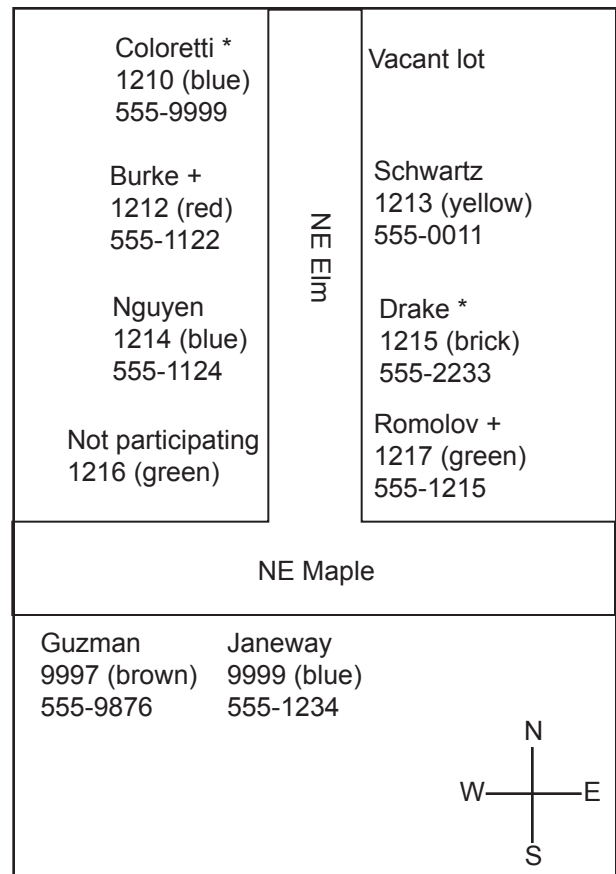 Coloretti *
1210 (blue)
555-9999
Vacant lot
Burke +
1212 (red)
555-1122
Schwartz
1213 (yellow)
555-0011
NE Elm
Nguyen
1214 (blue)
555-1124
Drake *
1215 (brick)
555-2233
Not participating
1216 (green)
Romolov +
1217 (green)
555-1215
NE Maple
Guzman
9997 (brown)
555-9876
Janeway
9999 (blue)
555-1234
N
W
E
S